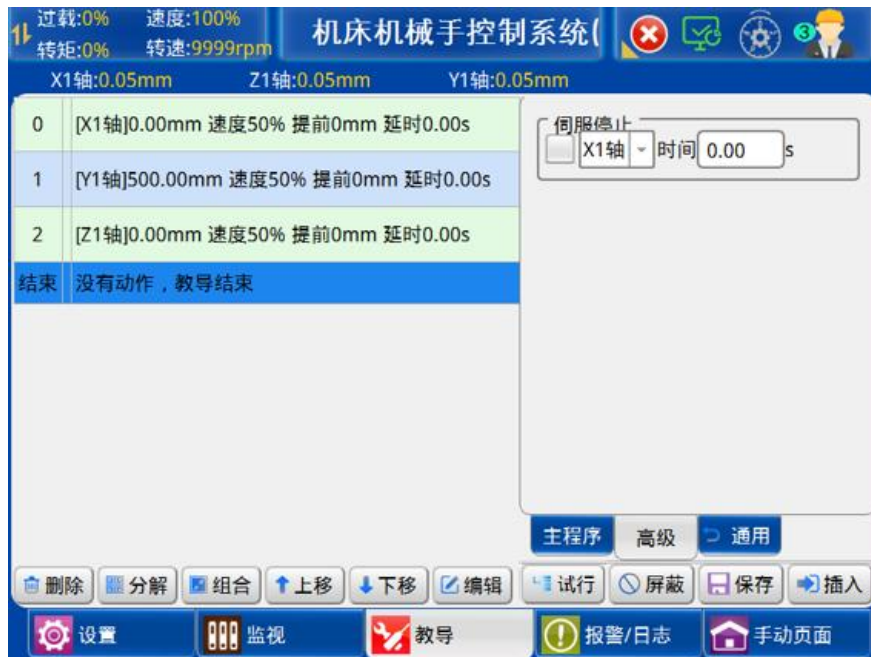 过载:0% 速度:100%
转矩:0% 转速:9999rpm
机床机械手控制系统(
3
X1轴:0.05mm Z1轴:0.05mm Y1轴:0.05mm
0 [X1轴]0.00mm 速度50% 提前0mm 延时0.00s
1 [Y1轴]500.00mm 速度50% 提前0mm 延时0.00s
2 [Z1轴]0.00mm 速度50% 提前0mm 延时0.00s
结束 没有动作，教导结束
伺服停止
X1轴 时间 0.00 s
主程序 高级 通用
删除 分解 组合 上移 下移 编辑 试行 屏蔽 保存 插入
设置 监视 教导 报警/日志 手动页面